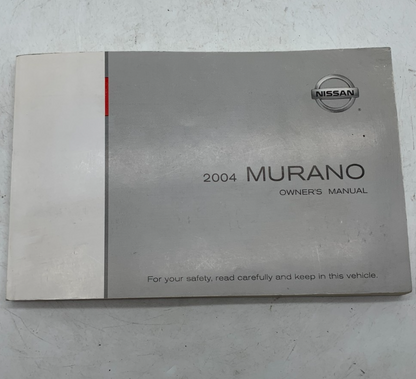 NISSAN
2004 MURANO
OWNER'S MANUAL
For your safety, read carefully and keep in this vehicle.